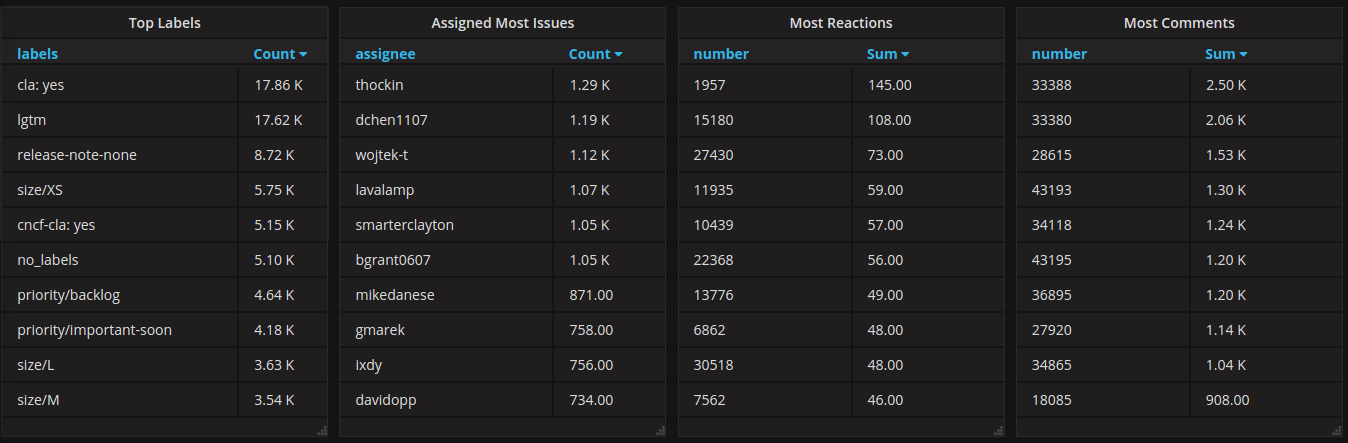 Top Labels
labels Count
cla: yes 17.86 K
lgtm 17.62 K
release-note-none 8.72 K
size/XS 5.75 K
cncf-cla: yes 5.15 K
no_labels 5.10 K
priority/backlog 4.64 K
priority/important-soon 4.18 K
size/L 3.63 K
size/M 3.54 K
Assigned Most Issues
assignee Count
thockin 1.29 K
dchen1107 1.19 K
wojtek-t 1.12 K
lavalamp 1.07 K
smarterclayton 1.05 K
bgrant0607 1.05 K
mikedanese 871.00
gmarek 758.00
ixdy 756.00
davidopp 734.00
Most Reactions
number Sum
1957 145.00
15180 108.00
27430 73.00
11935 59.00
10439 57.00
22368 56.00
13776 49.00
6862 48.00
30518 48.00
7562 46.00
Most Comments
number Sum
33388 2.50 K
33380 2.06 K
28615 1.53 K
43193 1.30 K
34118 1.24 K
43195 1.20 K
36895 1.20 K
27920 1.14 K
34865 1.04 K
18085 908.00